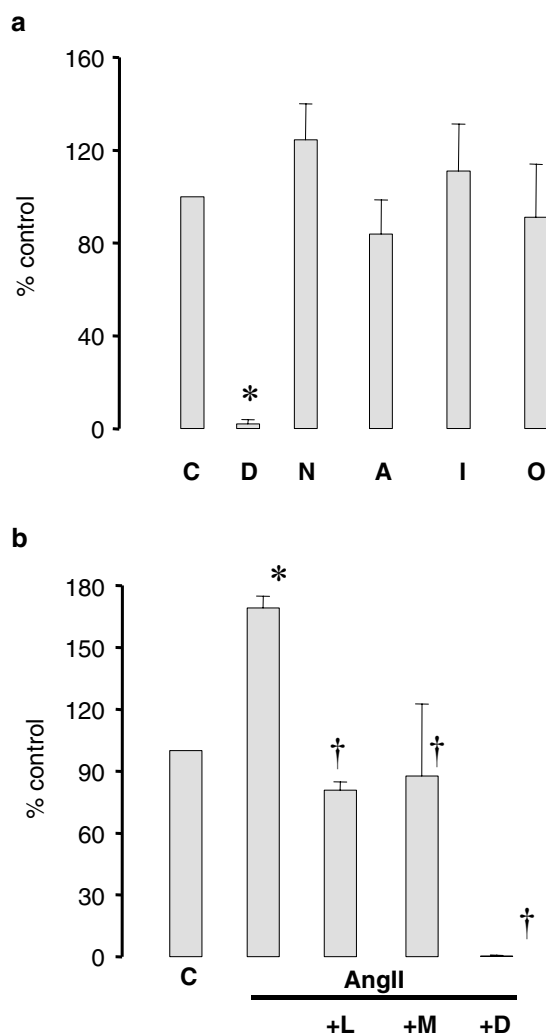 a
160
120
80
40
0
% control
*
C D N A I O
b
180
150
120
90
60
30
0
% control
*
†
†
†
C
AngII
+L +M +D